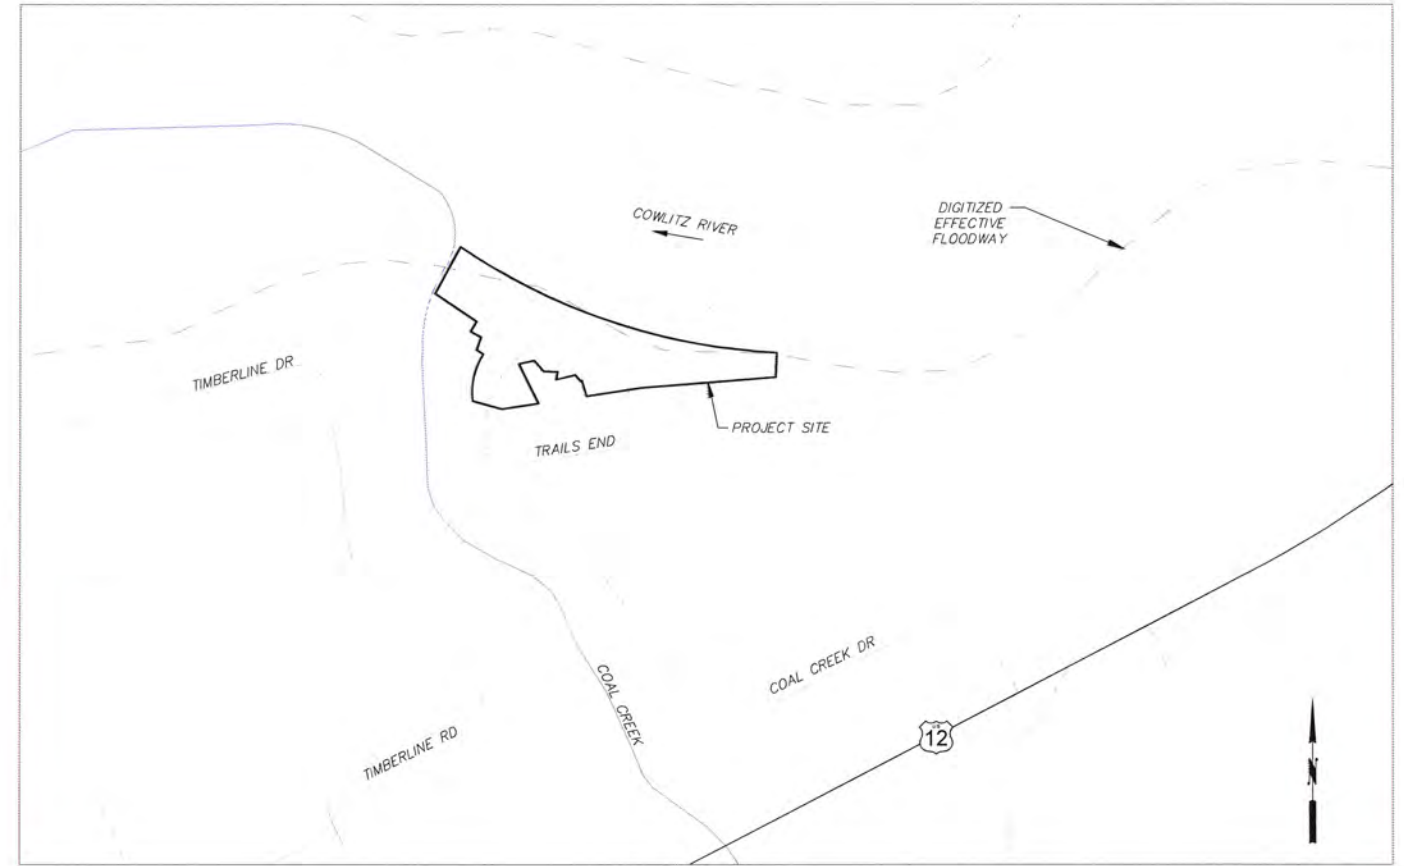 COWLITZ RIVER
DIGITIZED
EFFECTIVE
FLOODWAY
TIMBERLINE DR
PROJECT SITE
TRAILS END
COAL CREEK DR
COAL CREEK
12
TIMBERLINE RD
N